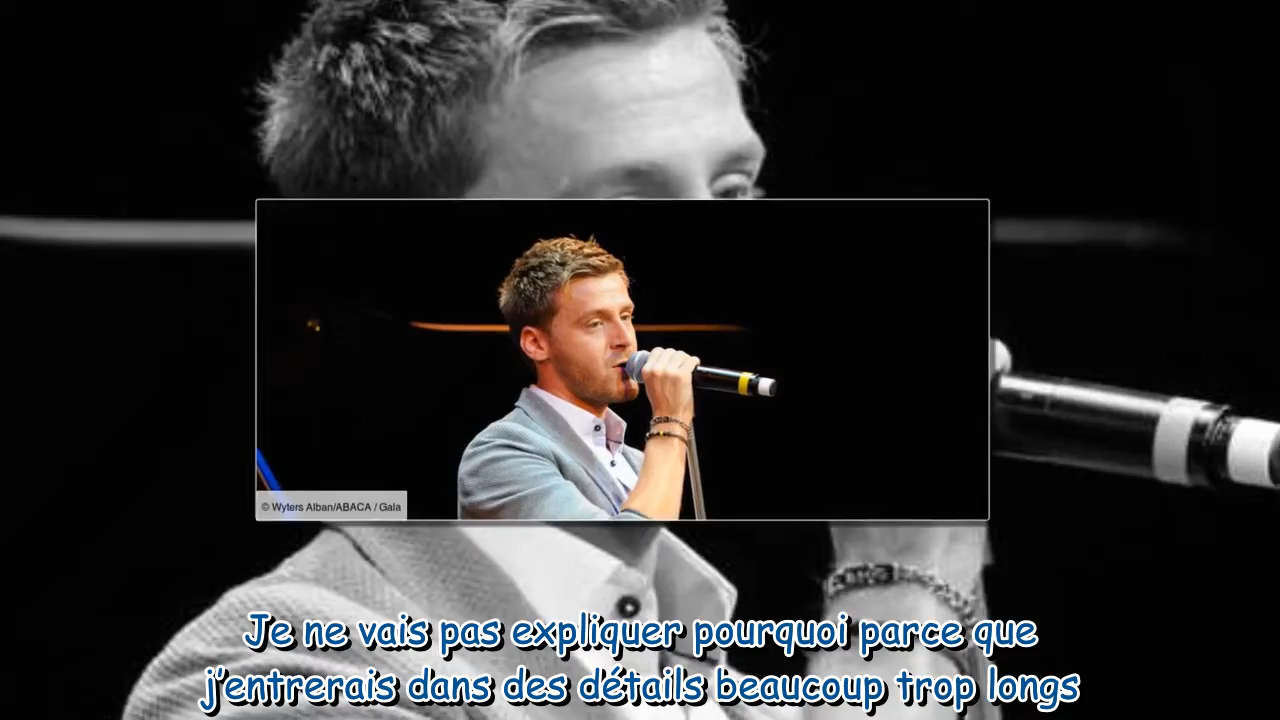 © Wyters Alban/ABACA / Gala
Je ne vais pas expliquer pourquoi parce que
j'entrerais dans des détails beaucoup trop longs